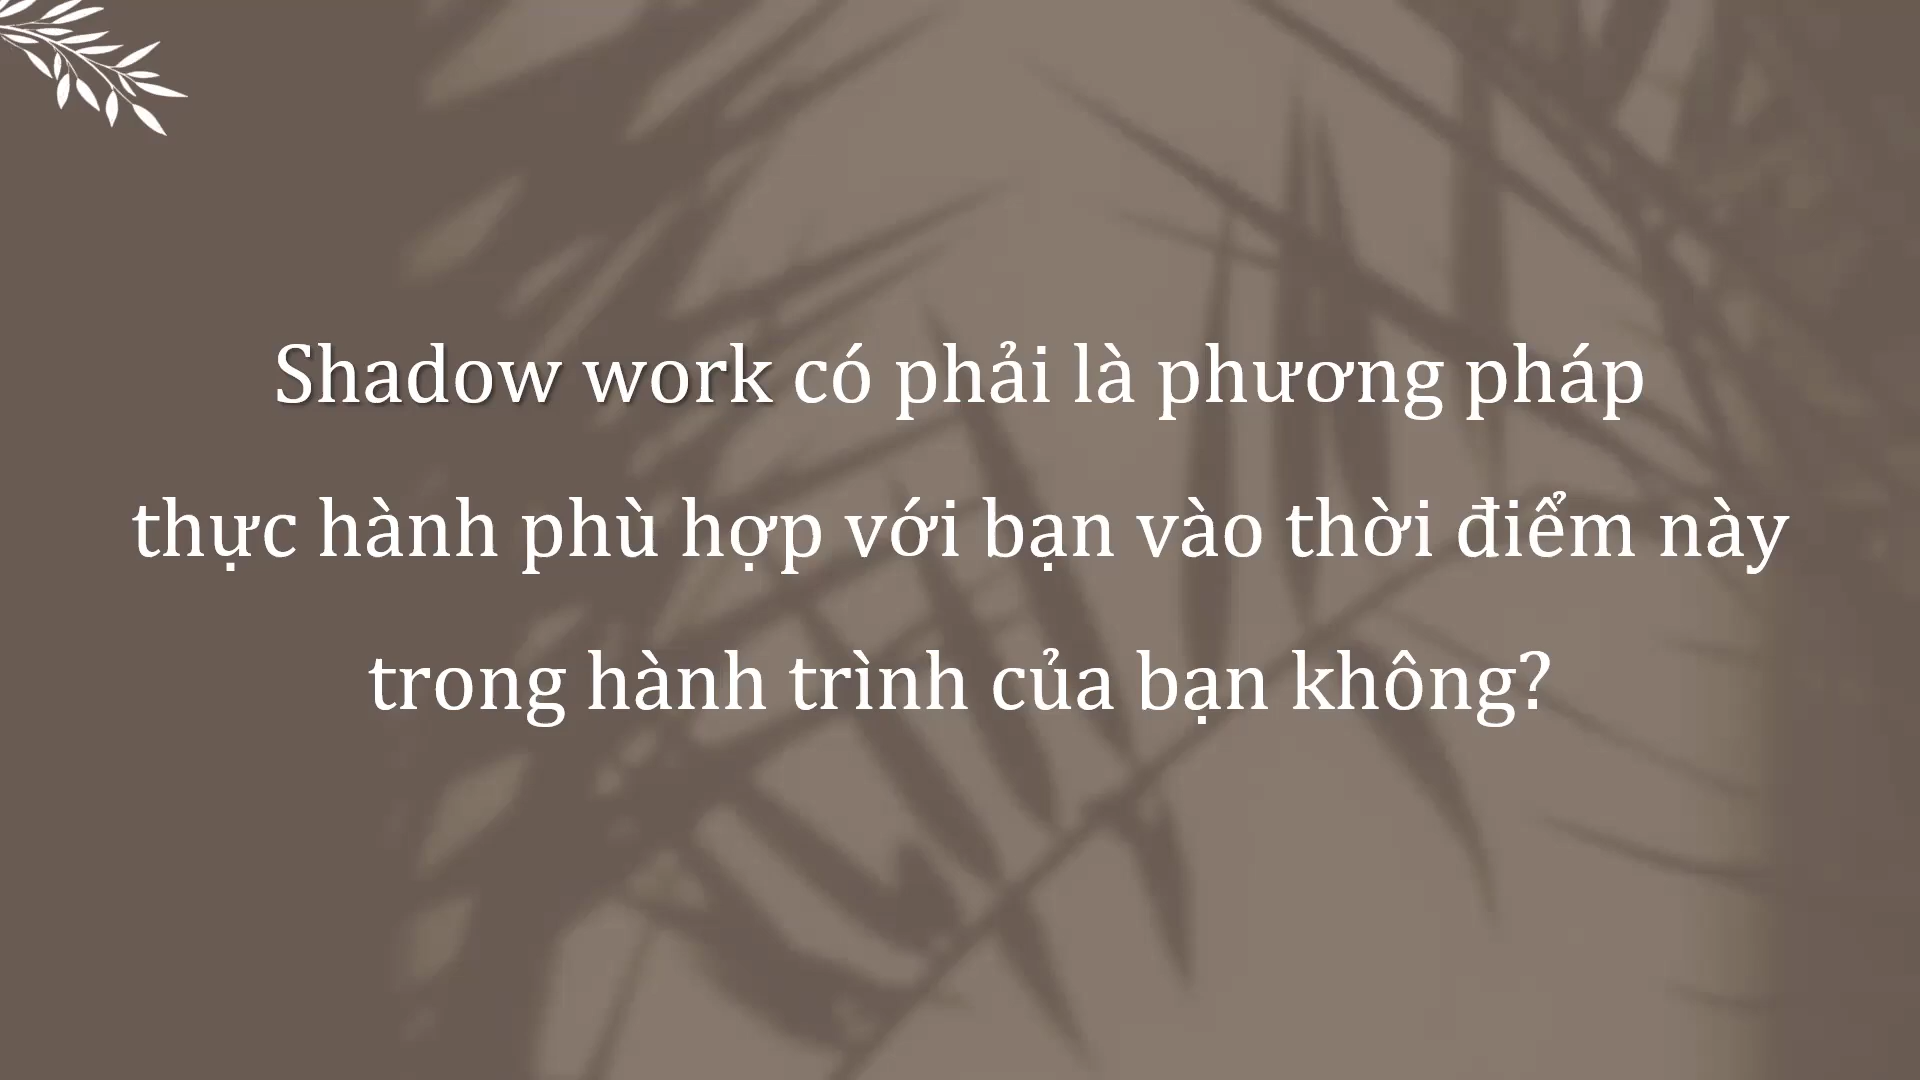 Shadow work có phải là phương pháp
thực hành phù hợp với bạn vào thời điểm này
trong hành trình của bạn không?